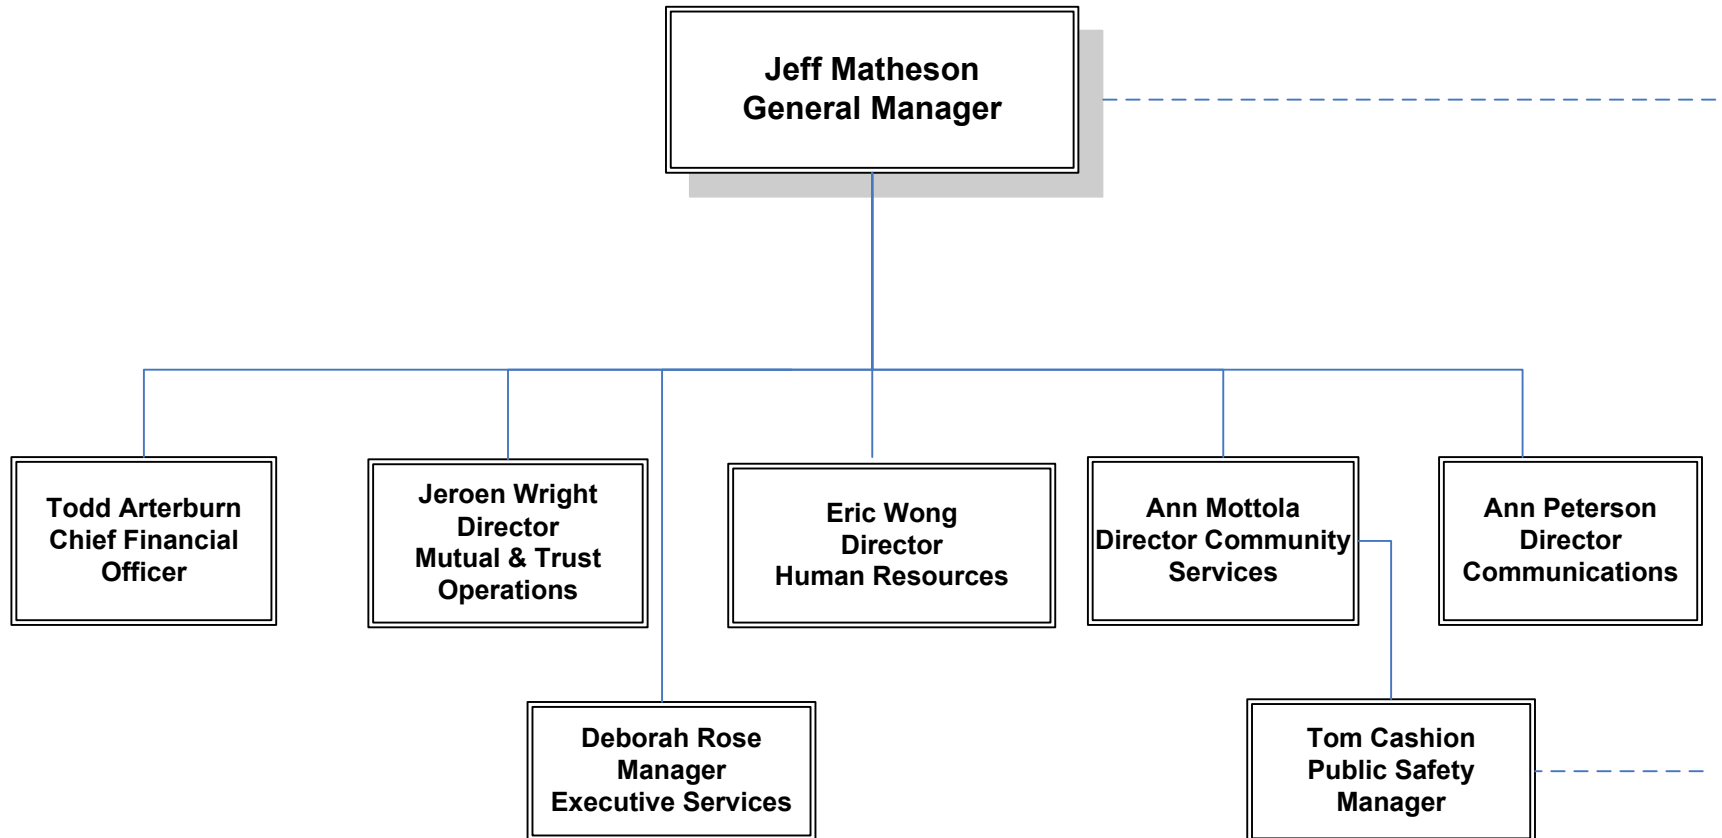 Jeff Matheson
General Manager
Todd Arterburn
Chief Financial
Officer
Jeroen Wright
Director
Mutual & Trust
Operations
Eric Wong
Director
Human Resources
Ann Mottola
Director Community
Services
Ann Peterson
Director
Communications
Deborah Rose
Manager
Executive Services
Tom Cashion
Public Safety
Manager